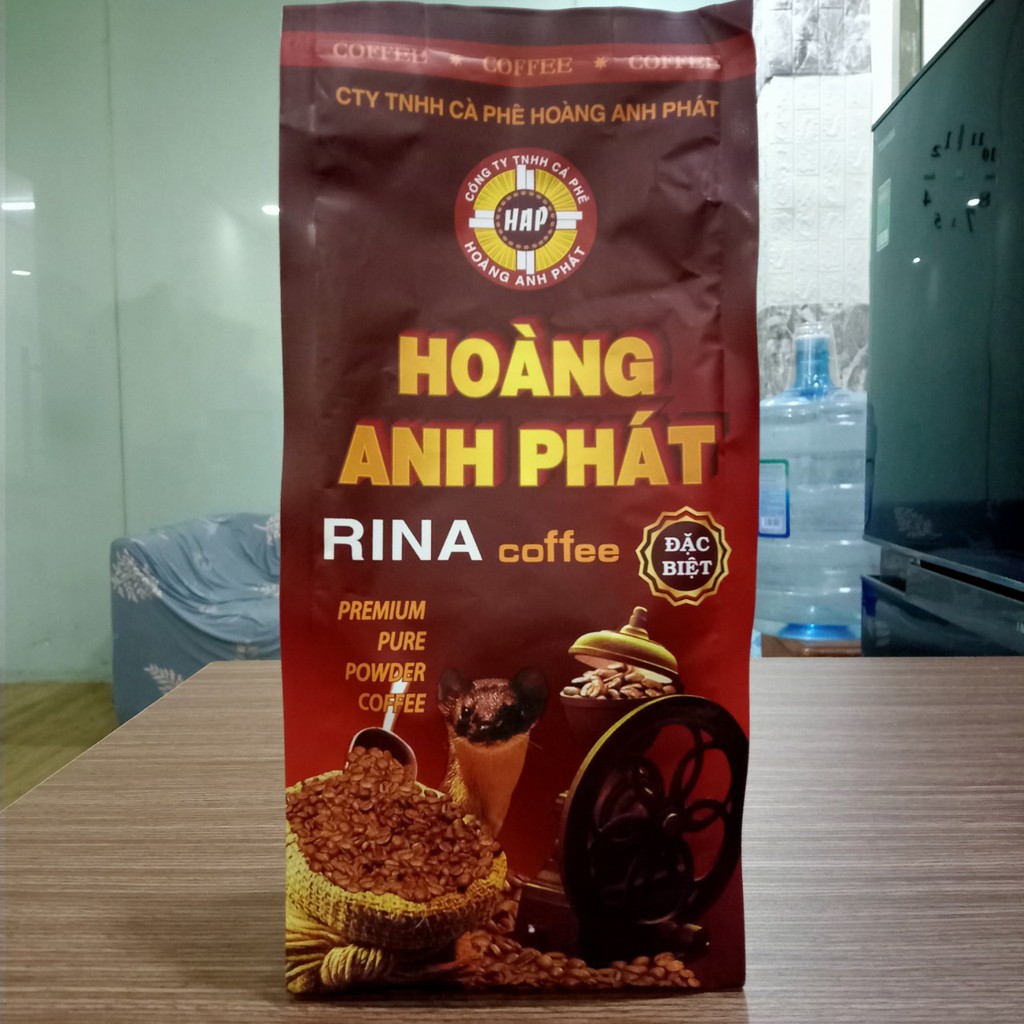 COFFEE * COFFEE * COFFEE
CTY TNHH CÀ PHÊ HOÀNG ANH PHÁT
CÔNG TY TNHH CÀ PHÊ
HAP
HOÀNG ANH PHÁT
HOÀNG
ANH PHÁT
RINA coffee
ĐẶC
BIỆT
PREMIUM
PURE
POWDER
COFFEE